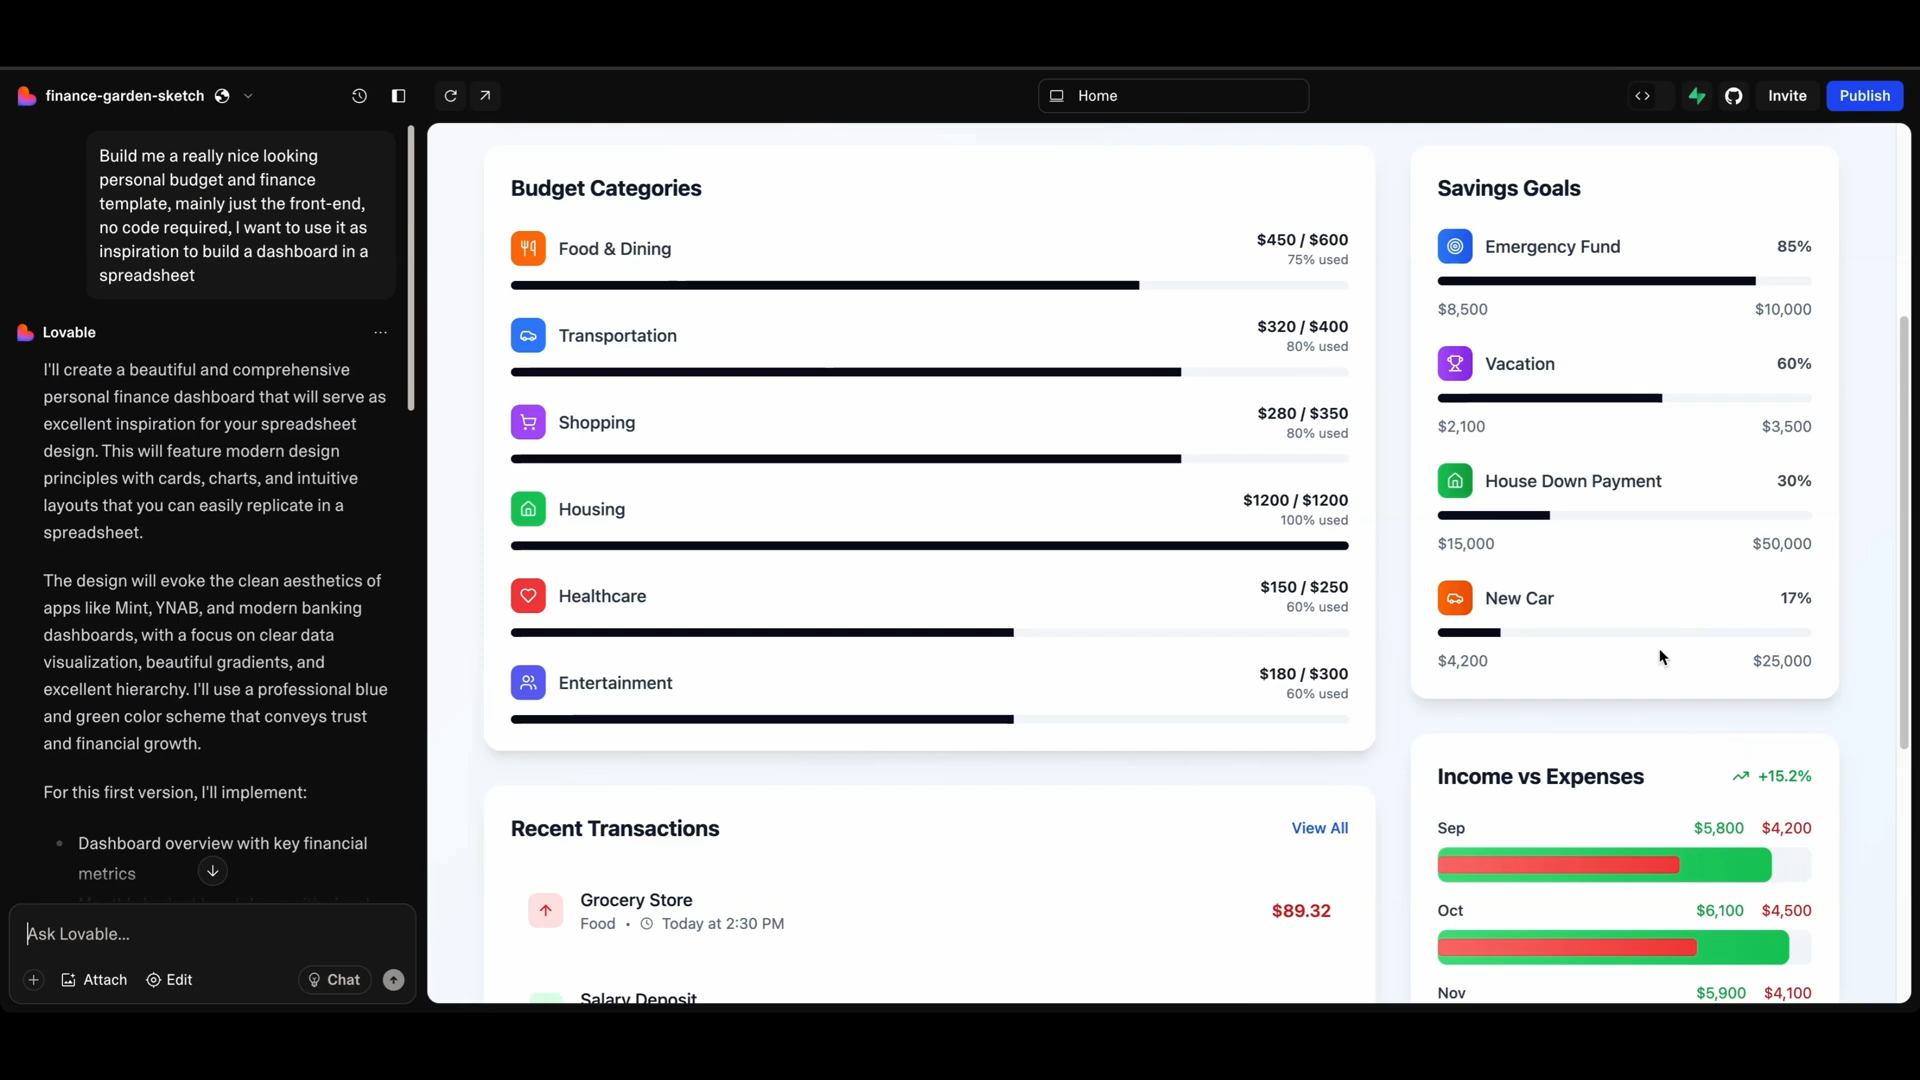 finance-garden-sketch
Home
Invite
Publish
Build me a really nice looking
personal budget and finance
template, mainly just the front-end,
no code required, I want to use it as
inspiration to build a dashboard in a
spreadsheet
Lovable
I'll create a beautiful and comprehensive
personal finance dashboard that will serve as
excellent inspiration for your spreadsheet
design. This will feature modern design
principles with cards, charts, and intuitive
layouts that you can easily replicate in a
spreadsheet.
The design will evoke the clean aesthetics of
apps like Mint, YNAB, and modern banking
dashboards, with a focus on clear data
visualization, beautiful gradients, and
excellent hierarchy. I'll use a professional blue
and green color scheme that conveys trust
and financial growth.
For this first version, I'll implement:
Dashboard overview with key financial
metrics
Ask Lovable...
Attach
Edit
Chat
Budget Categories
Food & Dining
$450 / $600
75% used
Transportation
$320 / $400
80% used
Shopping
$280 / $350
80% used
Housing
$1200 / $1200
100% used
Healthcare
$150 / $250
60% used
Entertainment
$180 / $300
60% used
Recent Transactions
View All
Grocery Store
Food • Today at 2:30 PM
$89.32
Salary Deposit
Savings Goals
Emergency Fund 85%
$8,500 $10,000
Vacation 60%
$2,100 $3,500
House Down Payment 30%
$15,000 $50,000
New Car 17%
$4,200 $25,000
Income vs Expenses +15.2%
Sep $5,800 $4,200
Oct $6,100 $4,500
Nov $5,900 $4,100